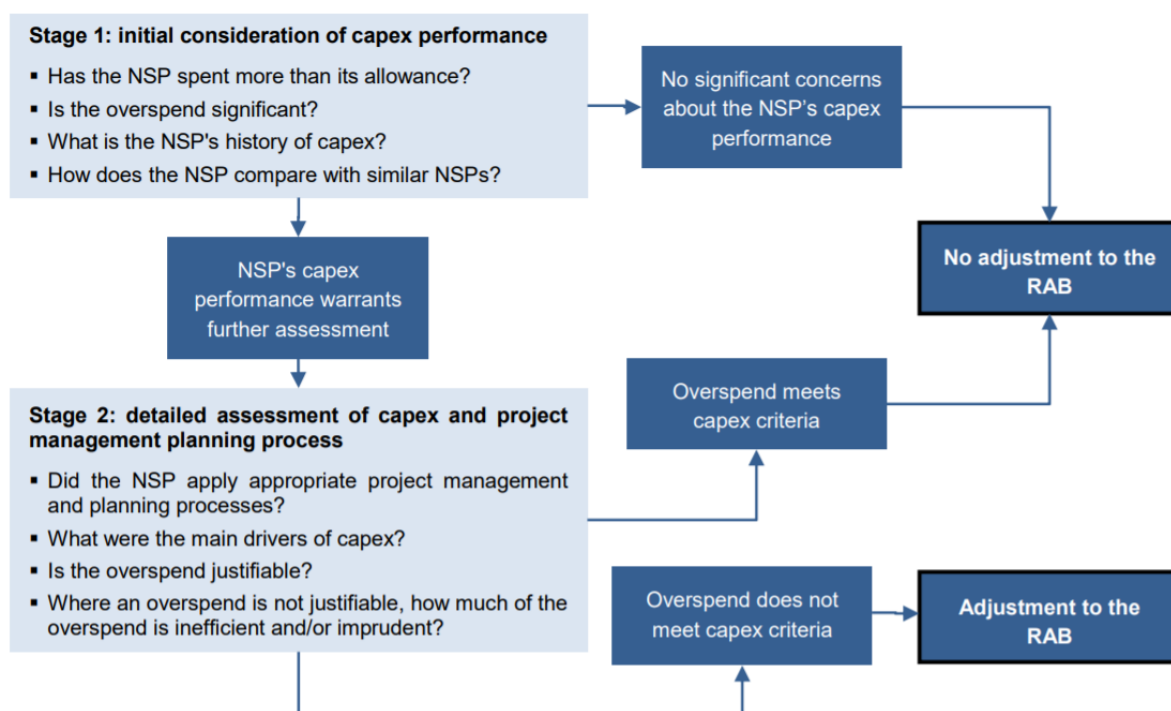 Stage 1: initial consideration of capex performance
▪ Has the NSP spent more than its allowance?
▪ Is the overspend significant?
▪ What is the NSP's history of capex?
▪ How does the NSP compare with similar NSPs?
No significant concerns
about the NSP's capex
performance
NSP's capex
performance warrants
further assessment
No adjustment to the
RAB
Stage 2: detailed assessment of capex and project
management planning process
▪ Did the NSP apply appropriate project management
and planning processes?
▪ What were the main drivers of capex?
▪ Is the overspend justifiable?
▪ Where an overspend is not justifiable, how much of the
overspend is inefficient and/or imprudent?
Overspend meets
capex criteria
Overspend does not
meet capex criteria
Adjustment to the
RAB